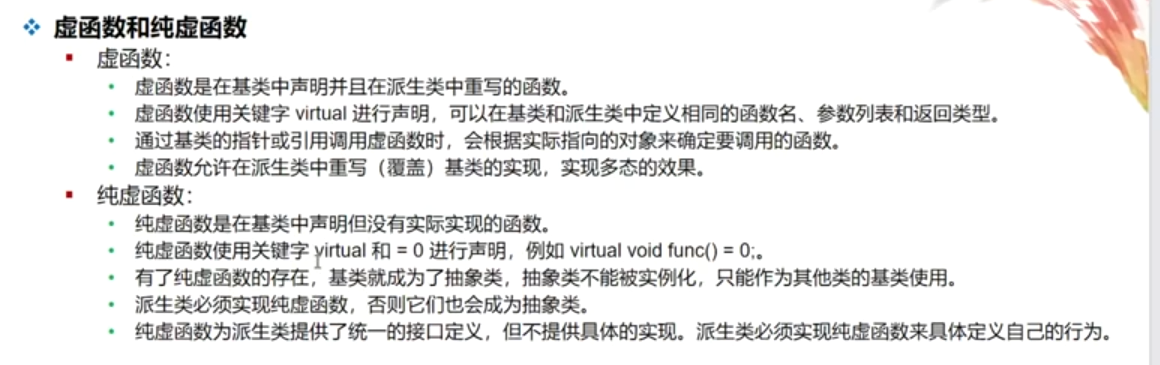 虚函数和纯虚函数
虚函数：
虚函数是在基类中声明并且在派生类中重写的函数。
虚函数使用关键字 virtual 进行声明，可以在基类和派生类中定义相同的函数名、参数列表和返回类型。
通过基类的指针或引用调用虚函数时，会根据实际指向的对象来确定要调用的函数。
虚函数允许在派生类中重写（覆盖）基类的实现，实现多态的效果。
纯虚函数：
纯虚函数是在基类中声明但没有实际实现的函数。
纯虚函数使用关键字 virtual 和 = 0 进行声明，例如 virtual void func() = 0;。
有了纯虚函数的存在，基类就成为了抽象类，抽象类不能被实例化，只能作为其他类的基类使用。
派生类必须实现纯虚函数，否则它们也会成为抽象类。
纯虚函数为派生类提供了统一的接口定义，但不提供具体的实现。派生类必须实现纯虚函数来具体定义自己的行为。